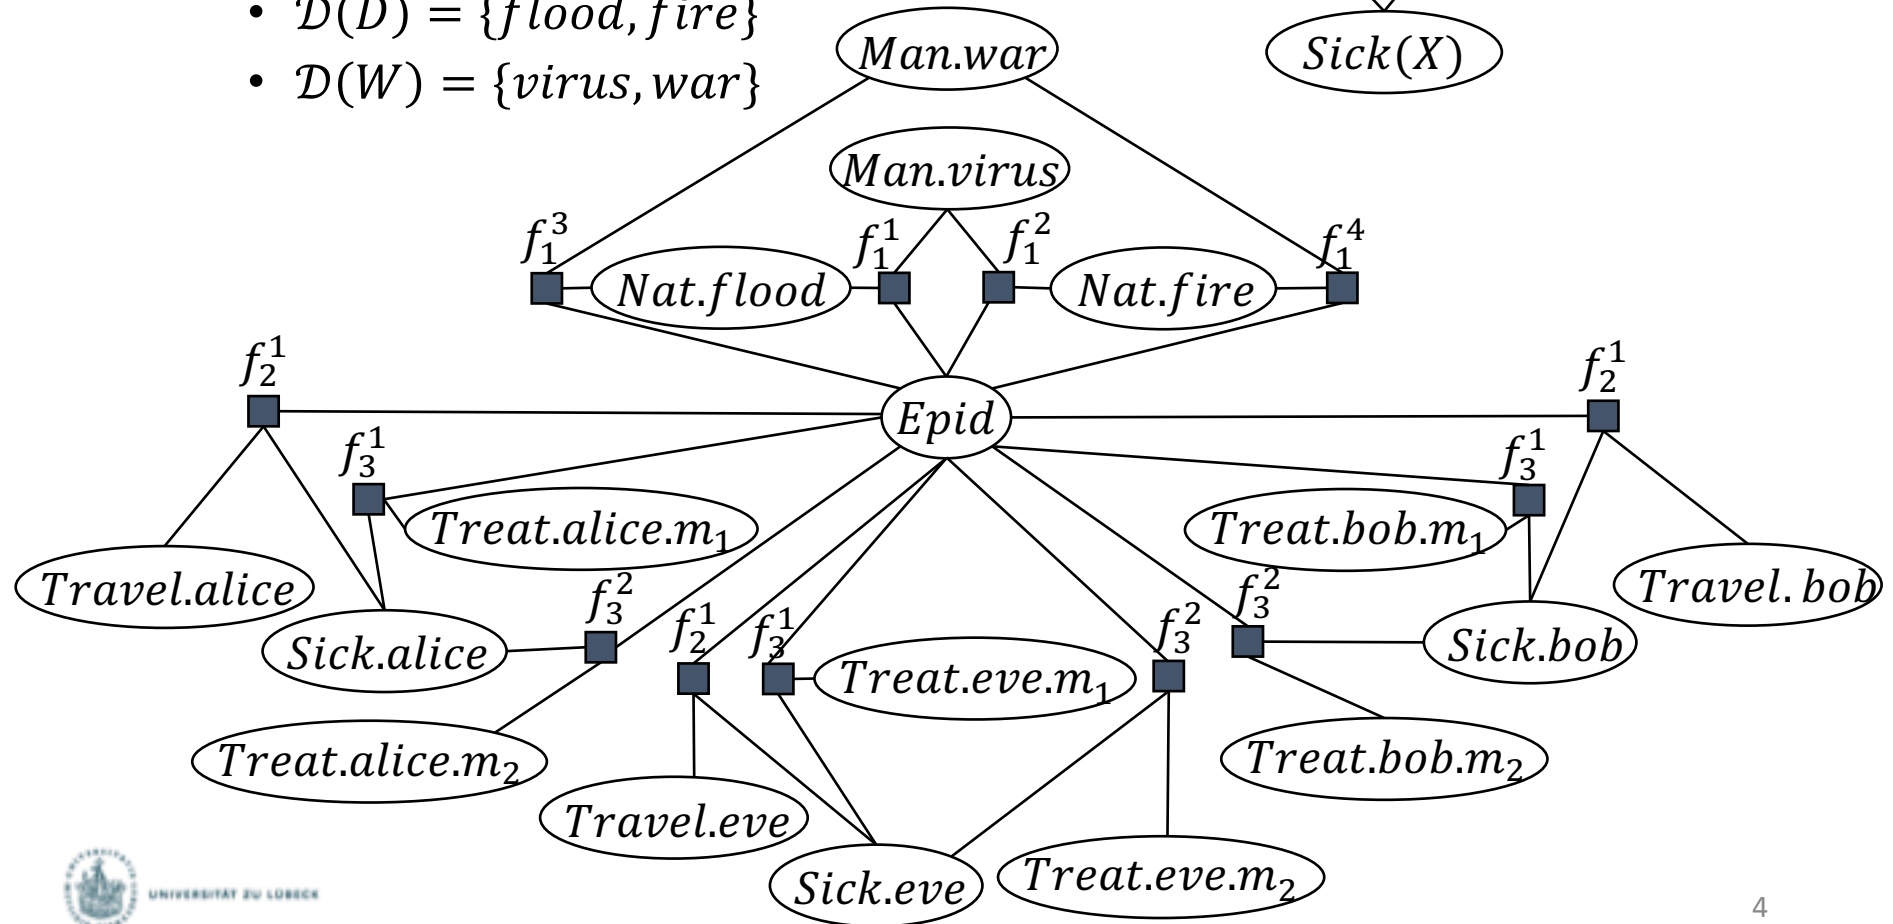 • 𝒟(D) = {flood, fire}
• 𝒟(W) = {virus, war}
Man.war
Sick(X)
Man.virus
f₁³
f₁¹
f₁²
f₁⁴
Nat.flood
Nat.fire
f₂¹
f₂¹
Epid
f₃¹
f₃¹
Treat.alice.m₁
Treat.bob.m₁
Travel.alice
Travel.bob
f₃²
f₃²
f₂¹
f₃¹
f₃²
Sick.alice
Sick.bob
Treat.eve.m₁
Treat.alice.m₂
Treat.bob.m₂
Travel.eve
Sick.eve
Treat.eve.m₂
UNIVERSITÄT ZU LÜBECK
4